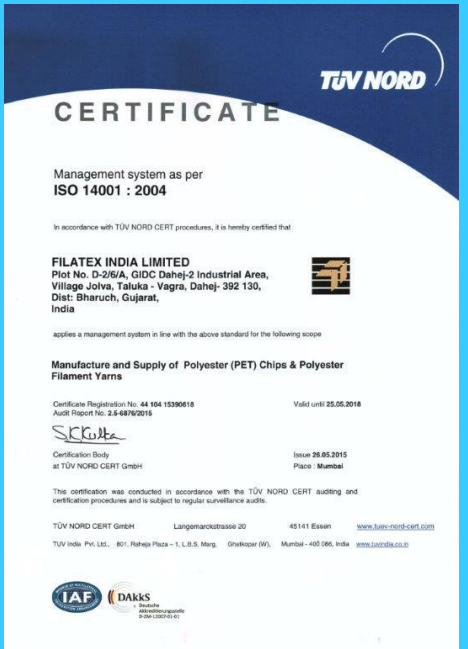 TÜV NORD
CERTIFICATE
Management system as per
ISO 14001 : 2004
In accordance with TÜV NORD CERT procedures, it is hereby certified that
FILATEX INDIA LIMITED
Plot No. D-2/6/A, GIDC Dahej-2 Industrial Area,
Village Jolva, Taluka - Vagra, Dahej- 392 130,
Dist: Bharuch, Gujarat,
India
applies a management system in line with the above standard for the following scope
Manufacture and Supply of Polyester (PET) Chips & Polyester
Filament Yarns
Certificate Registration No. 44 104 15390618 Valid until 25.05.2018
Audit Report No. 2.5-6876/2015
Certification Body Issue 26.05.2015
at TÜV NORD CERT GmbH Place : Mumbai
This certification was conducted in accordance with the TÜV NORD CERT auditing and
certification procedures and is subject to regular surveillance audits.
TÜV NORD CERT GmbH Langemarckstrasse 20 45141 Essen www.tuev-nord-cert.com
TUV India Pvt. Ltd., 801, Raheja Plaza – 1, L.B.S. Marg, Ghatkopar (W), Mumbai - 400 086, India www.tuvindia.co.in
IAF
DAkkS
Deutsche
Akkreditierungsstelle
D-ZM-12007-01-01